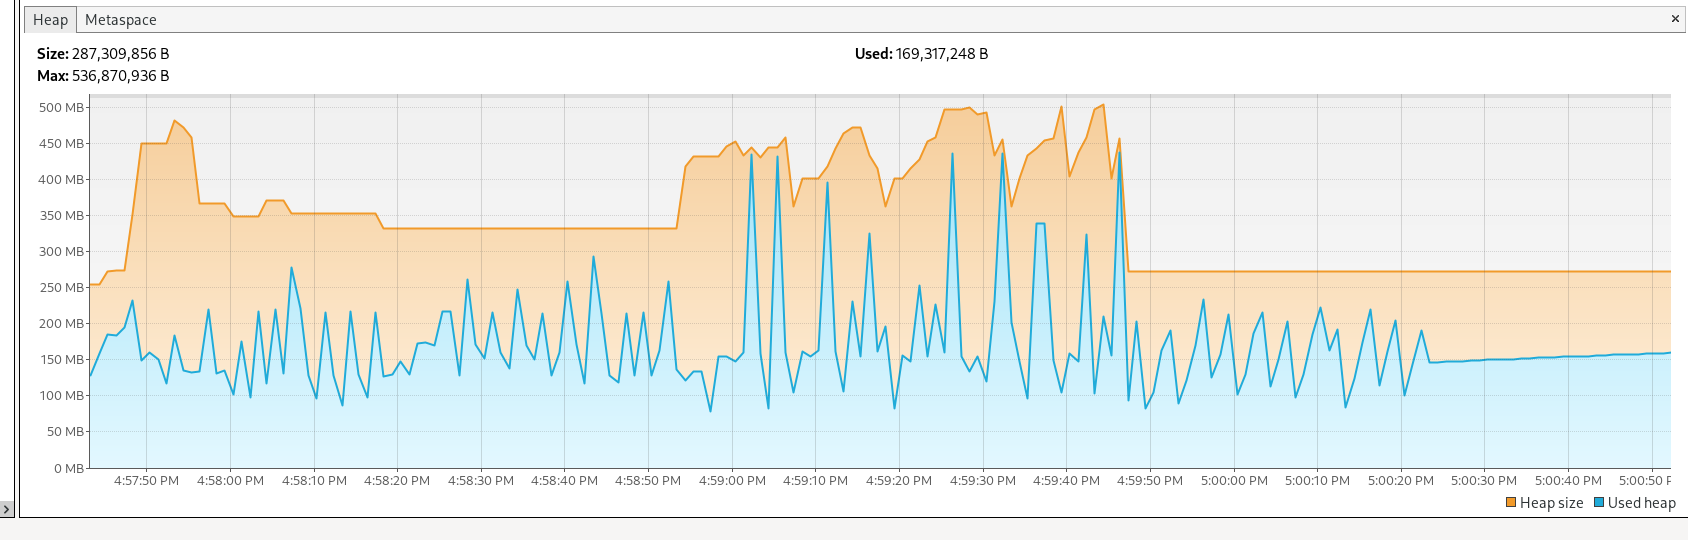 Heap Metaspace ×
Size: 287,309,856 B Used: 169,317,248 B
Max: 536,870,936 B
500 MB
450 MB
400 MB
350 MB
300 MB
250 MB
200 MB
150 MB
100 MB
50 MB
0 MB
4:57:50 PM 4:58:00 PM 4:58:10 PM 4:58:20 PM 4:58:30 PM 4:58:40 PM 4:58:50 PM 4:59:00 PM 4:59:10 PM 4:59:20 PM 4:59:30 PM 4:59:40 PM 4:59:50 PM 5:00:00 PM 5:00:10 PM 5:00:20 PM 5:00:30 PM 5:00:40 PM 5:00:50
Heap size Used heap